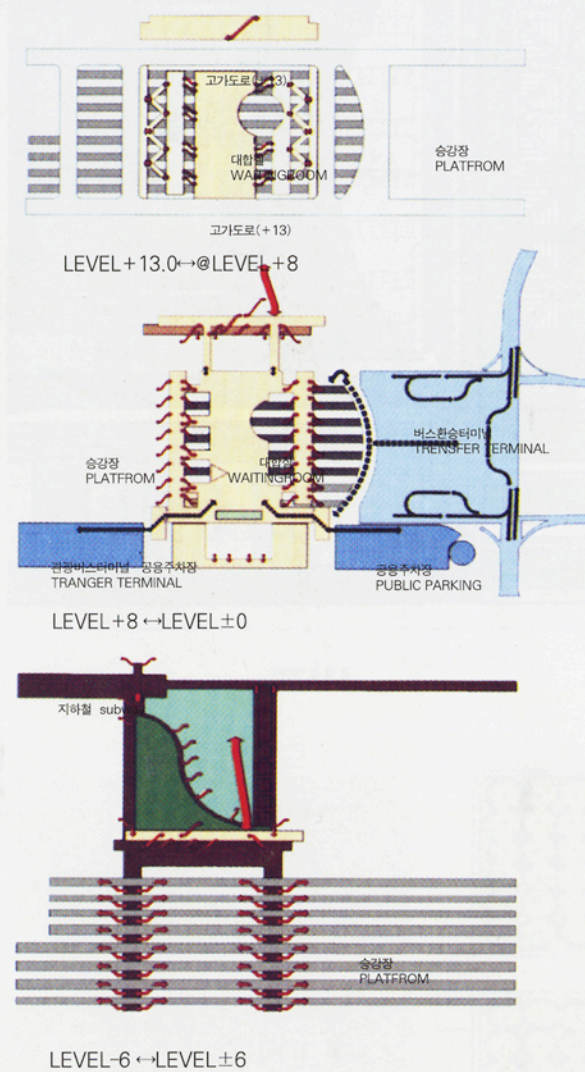 고가도로(+13)
대합실
WAITINGROOM
승강장
PLATFROM
고가도로(+13)
LEVEL+13.0↔@LEVEL+8
버스환승터미널
TRENSFER TERMINAL
승강장
PLATFROM
대합실
WAITINGROOM
관광버스터미널 공용주차장
TRANGER TERMINAL
공용주차장
PUBLIC PARKING
LEVEL+8 ↔LEVEL±0
지하철 subway
승강장
PLATFROM
LEVEL-6 ↔LEVEL±6